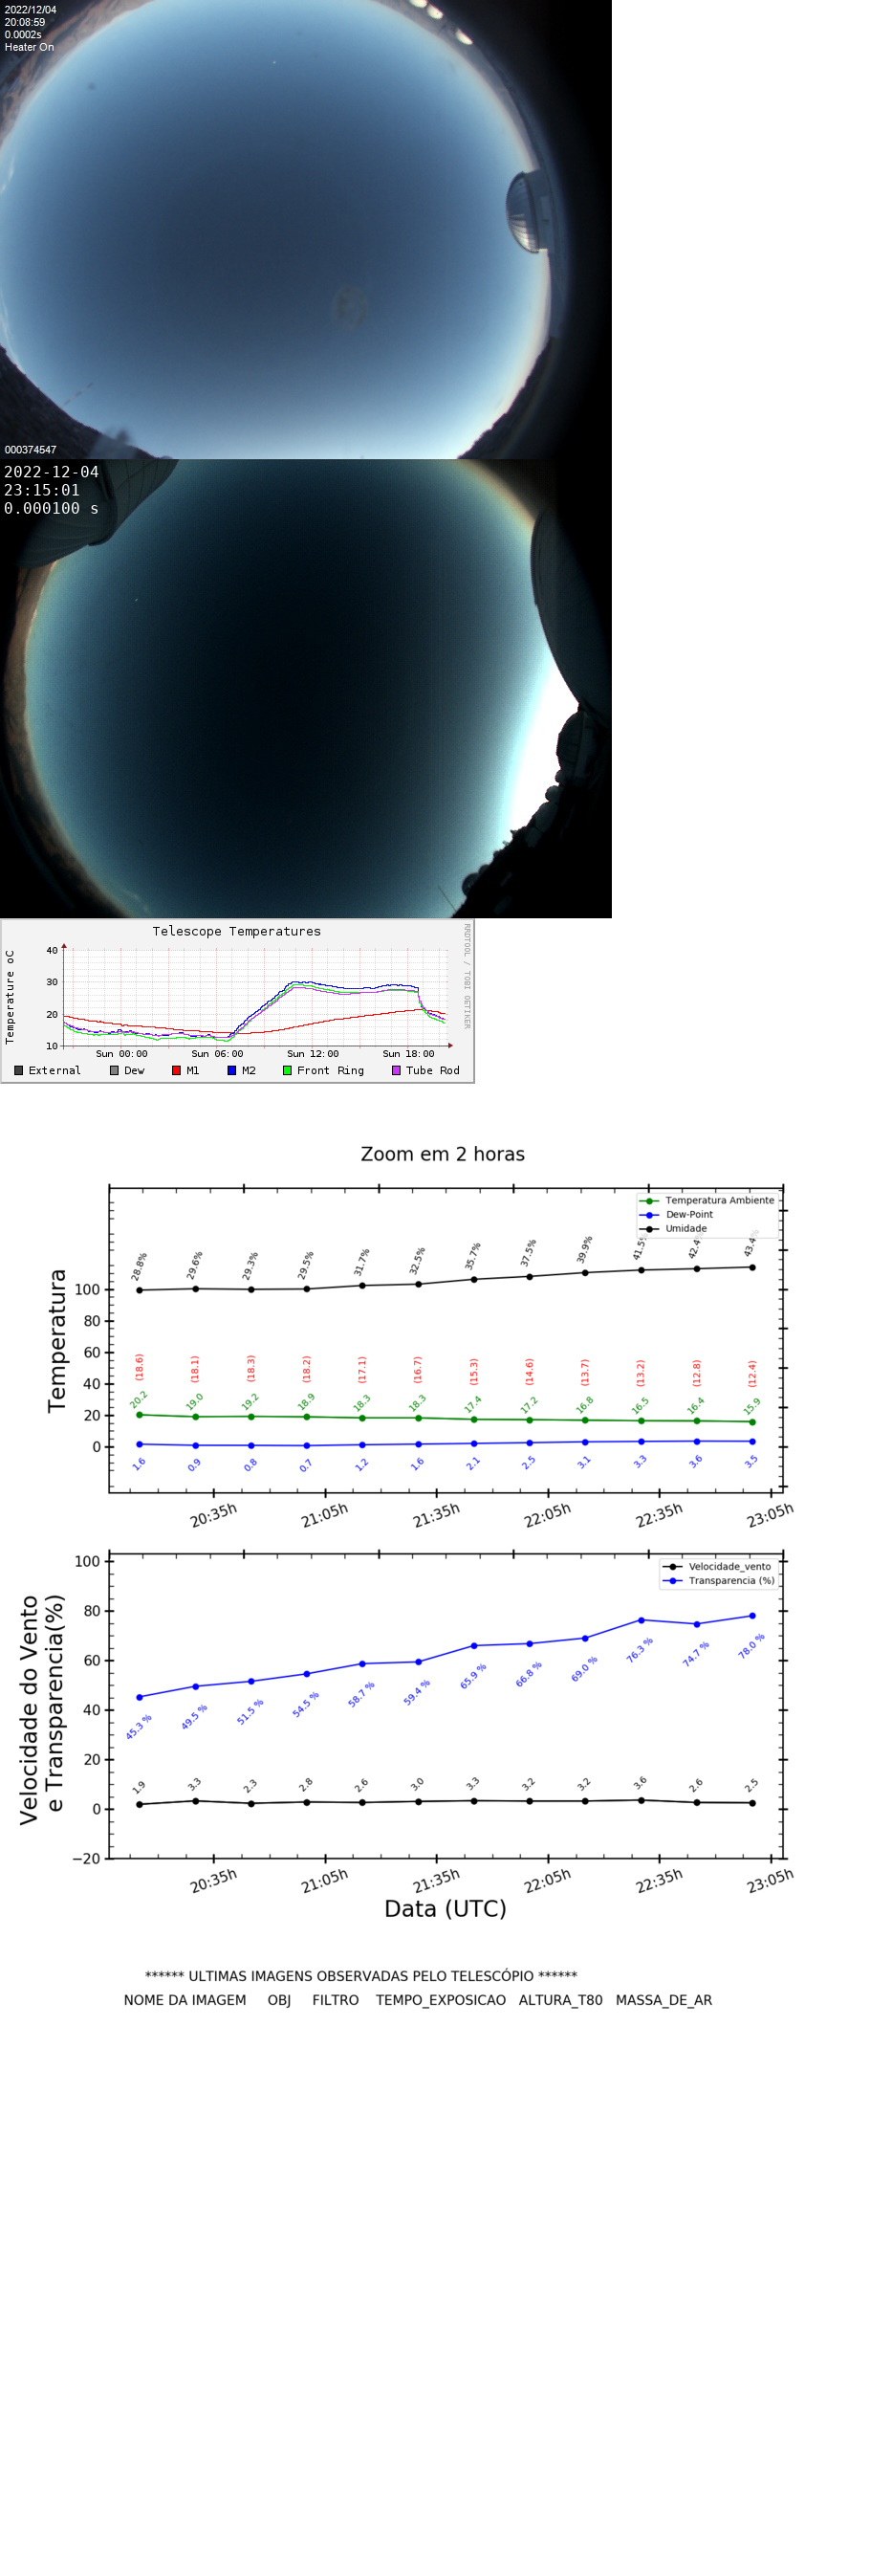 2022/12/04
20:08:59
0.0002s
Heater On
000374547
2022-12-04
23:15:01
0.000100 s
Telescope Temperatures
RRDTOOL / TOBI OETIKER
Temperature oC
40
30
20
10
Sun 00:00 Sun 06:00 Sun 12:00 Sun 18:00
External Dew M1 M2 Front Ring Tube Rod
Zoom em 2 horas
Temperatura Ambiente
Dew-Point
Umidade
28.8% 29.6% 29.3% 29.5% 31.7% 32.5% 35.7% 37.5% 39.9% 41.5% 42.4 43.4
Temperatura
100
80
60
40
20
0
(18.6) (18.1) (18.3) (18.2) (17.1) (16.7) (15.3) (14.6) (13.7) (13.2) (12.8) (12.4)
20.2 19.0 19.2 18.9 18.3 18.3 17.4 17.2 16.8 16.5 16.4 15.9
1.6 0.9 0.8 0.7 1.2 1.6 2.1 2.5 3.1 3.3 3.6 3.5
20:35h 21:05h 21:35h 22:05h 22:35h 23:05h
Velocidade_vento
Transparencia (%)
Velocidade do Vento
e Transparencia(%)
100
80
60
40
20
0
−20
45.3 % 49.5 % 51.5 % 54.5 % 58.7 % 59.4 % 65.9 % 66.8 % 69.0 % 76.3 % 74.7 % 78.0 %
1.9 3.3 2.3 2.8 2.6 3.0 3.3 3.2 3.2 3.6 2.6 2.5
20:35h 21:05h 21:35h 22:05h 22:35h 23:05h
Data (UTC)
****** ULTIMAS IMAGENS OBSERVADAS PELO TELESCÓPIO ******
NOME DA IMAGEM OBJ FILTRO TEMPO_EXPOSICAO ALTURA_T80 MASSA_DE_AR